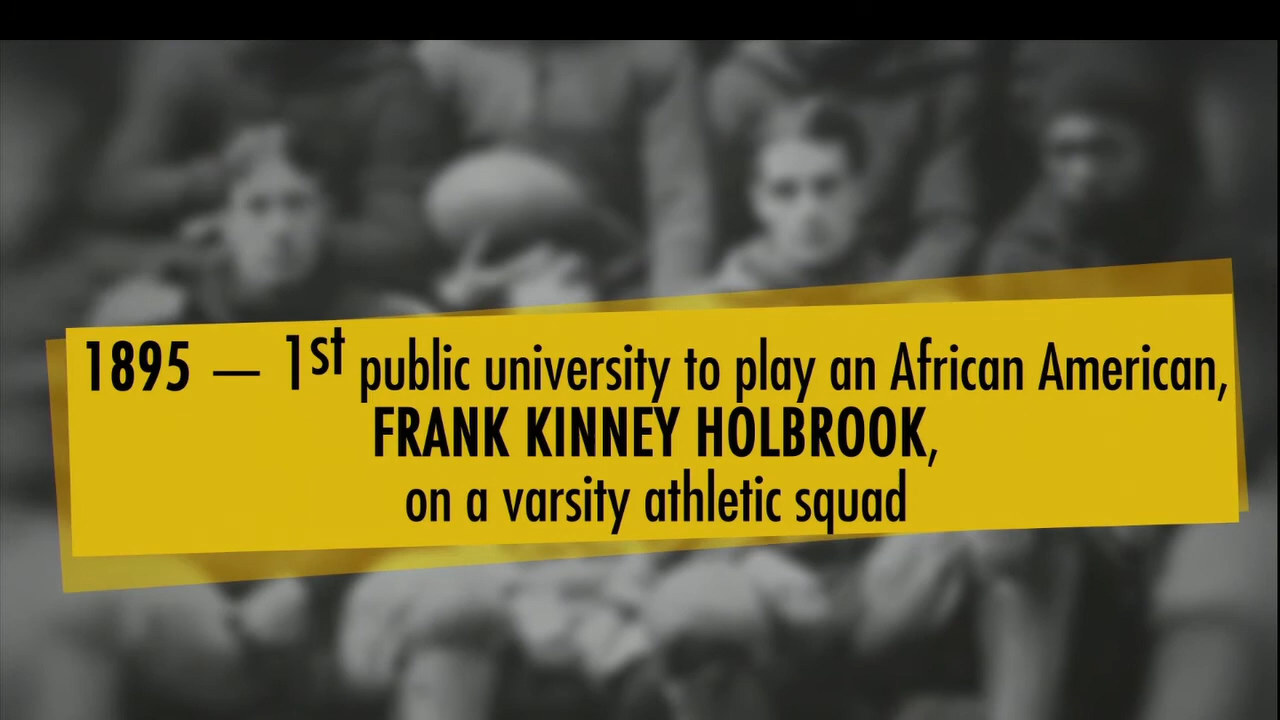 1895 — 1st public university to play an African American,
FRANK KINNEY HOLBROOK,
on a varsity athletic squad